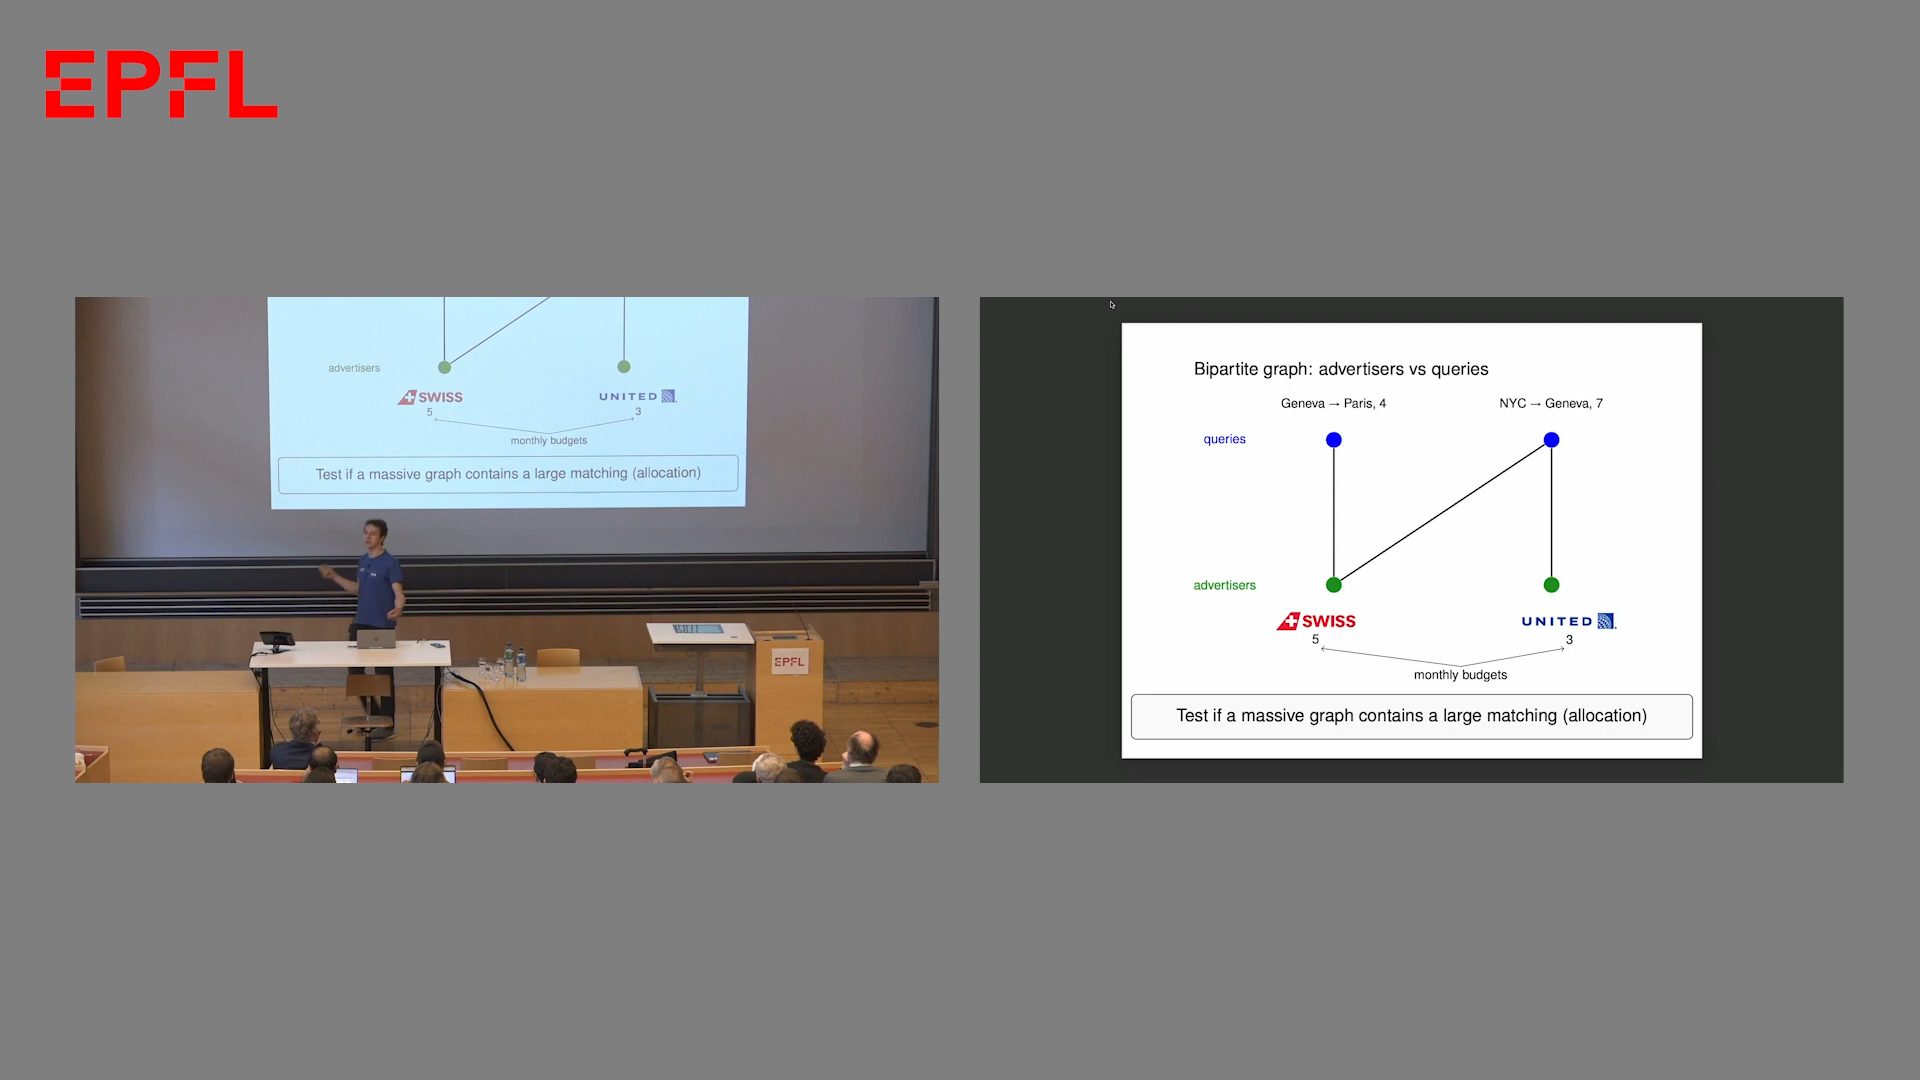 EPFL
advertisers
SWISS
UNITED
5
3
monthly budgets
Test if a massive graph contains a large matching (allocation)
EPFL
Bipartite graph: advertisers vs queries
Geneva → Paris, 4
NYC → Geneva, 7
queries
advertisers
SWISS
UNITED
5
3
monthly budgets
Test if a massive graph contains a large matching (allocation)